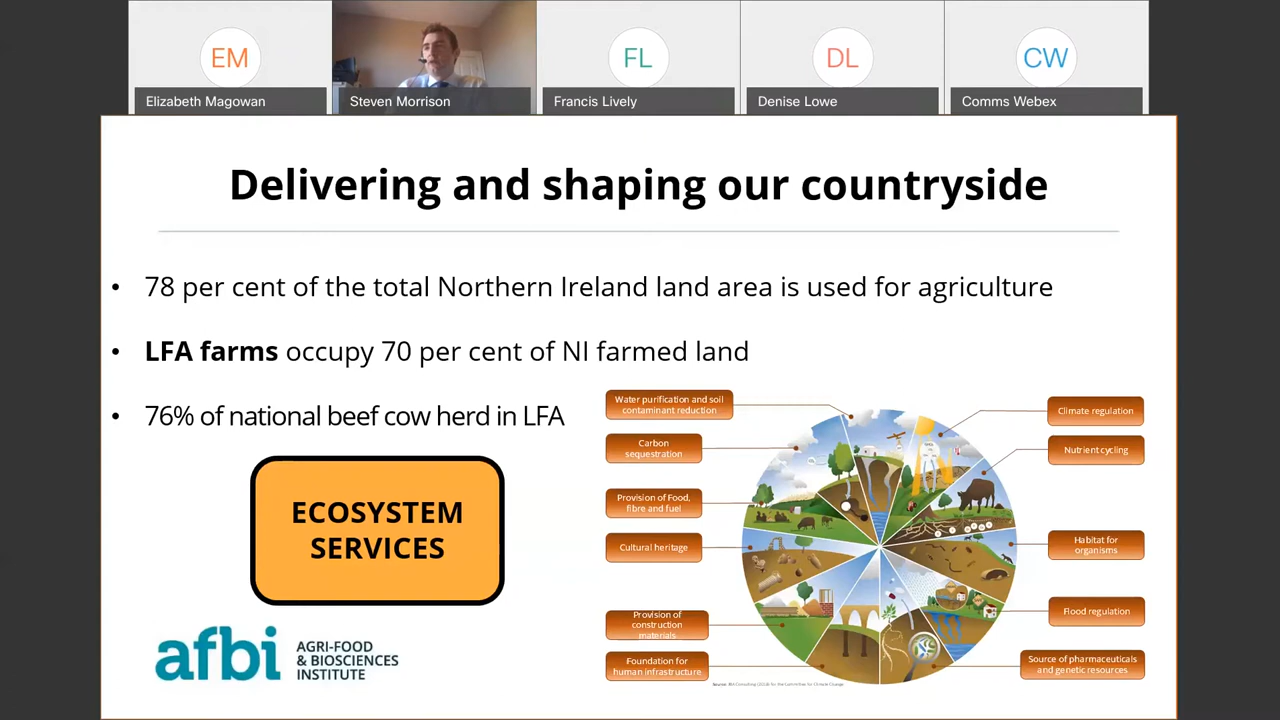 EM
FL
DL
CW
Elizabeth Magowan
Steven Morrison
Francis Lively
Denise Lowe
Comms Webex
Delivering and shaping our countryside
• 78 per cent of the total Northern Ireland land area is used for agriculture
• LFA farms occupy 70 per cent of NI farmed land
• 76% of national beef cow herd in LFA
ECOSYSTEM
SERVICES
Water purification and soil
contaminant reduction
Carbon
sequestration
Provision of Food,
fibre and fuel
Cultural heritage
Provision of
construction
materials
Foundation for
human infrastructure
Climate regulation
Nutrient cycling
Habitat for
organisms
Flood regulation
Source of pharmaceuticals
and genetic resources
afbi
AGRI-FOOD
& BIOSCIENCES
INSTITUTE